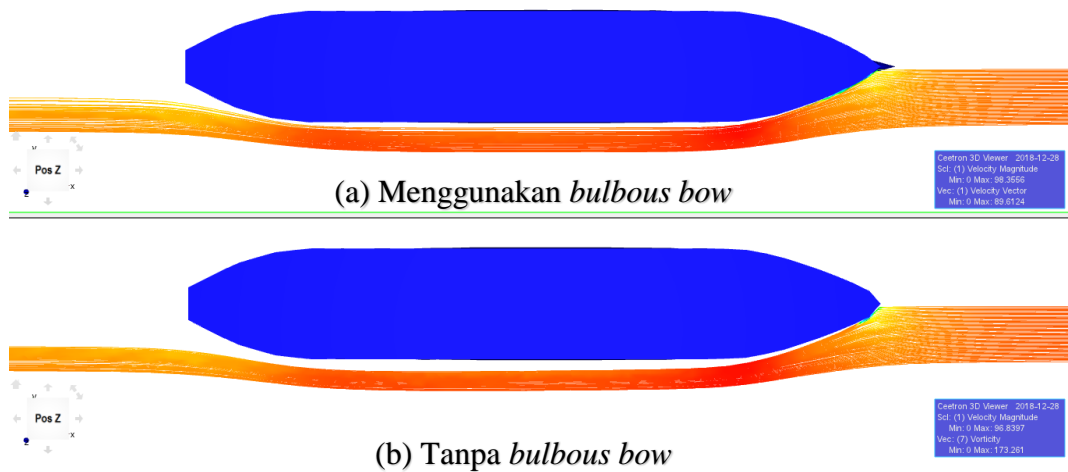 Pos Z
Ceetron 3D Viewer 2018-12-28
Scl: (1) Velocity Magnitude
Min: 0 Max: 98.3556
Vec: (1) Velocity Vector
Min: 0 Max: 89.6124
(a) Menggunakan bulbous bow
Pos Z
Ceetron 3D Viewer 2018-12-28
Scl: (1) Velocity Magnitude
Min: 0 Max: 96.8397
Vec: (7) Vorticity
Min: 0 Max: 173.261
(b) Tanpa bulbous bow